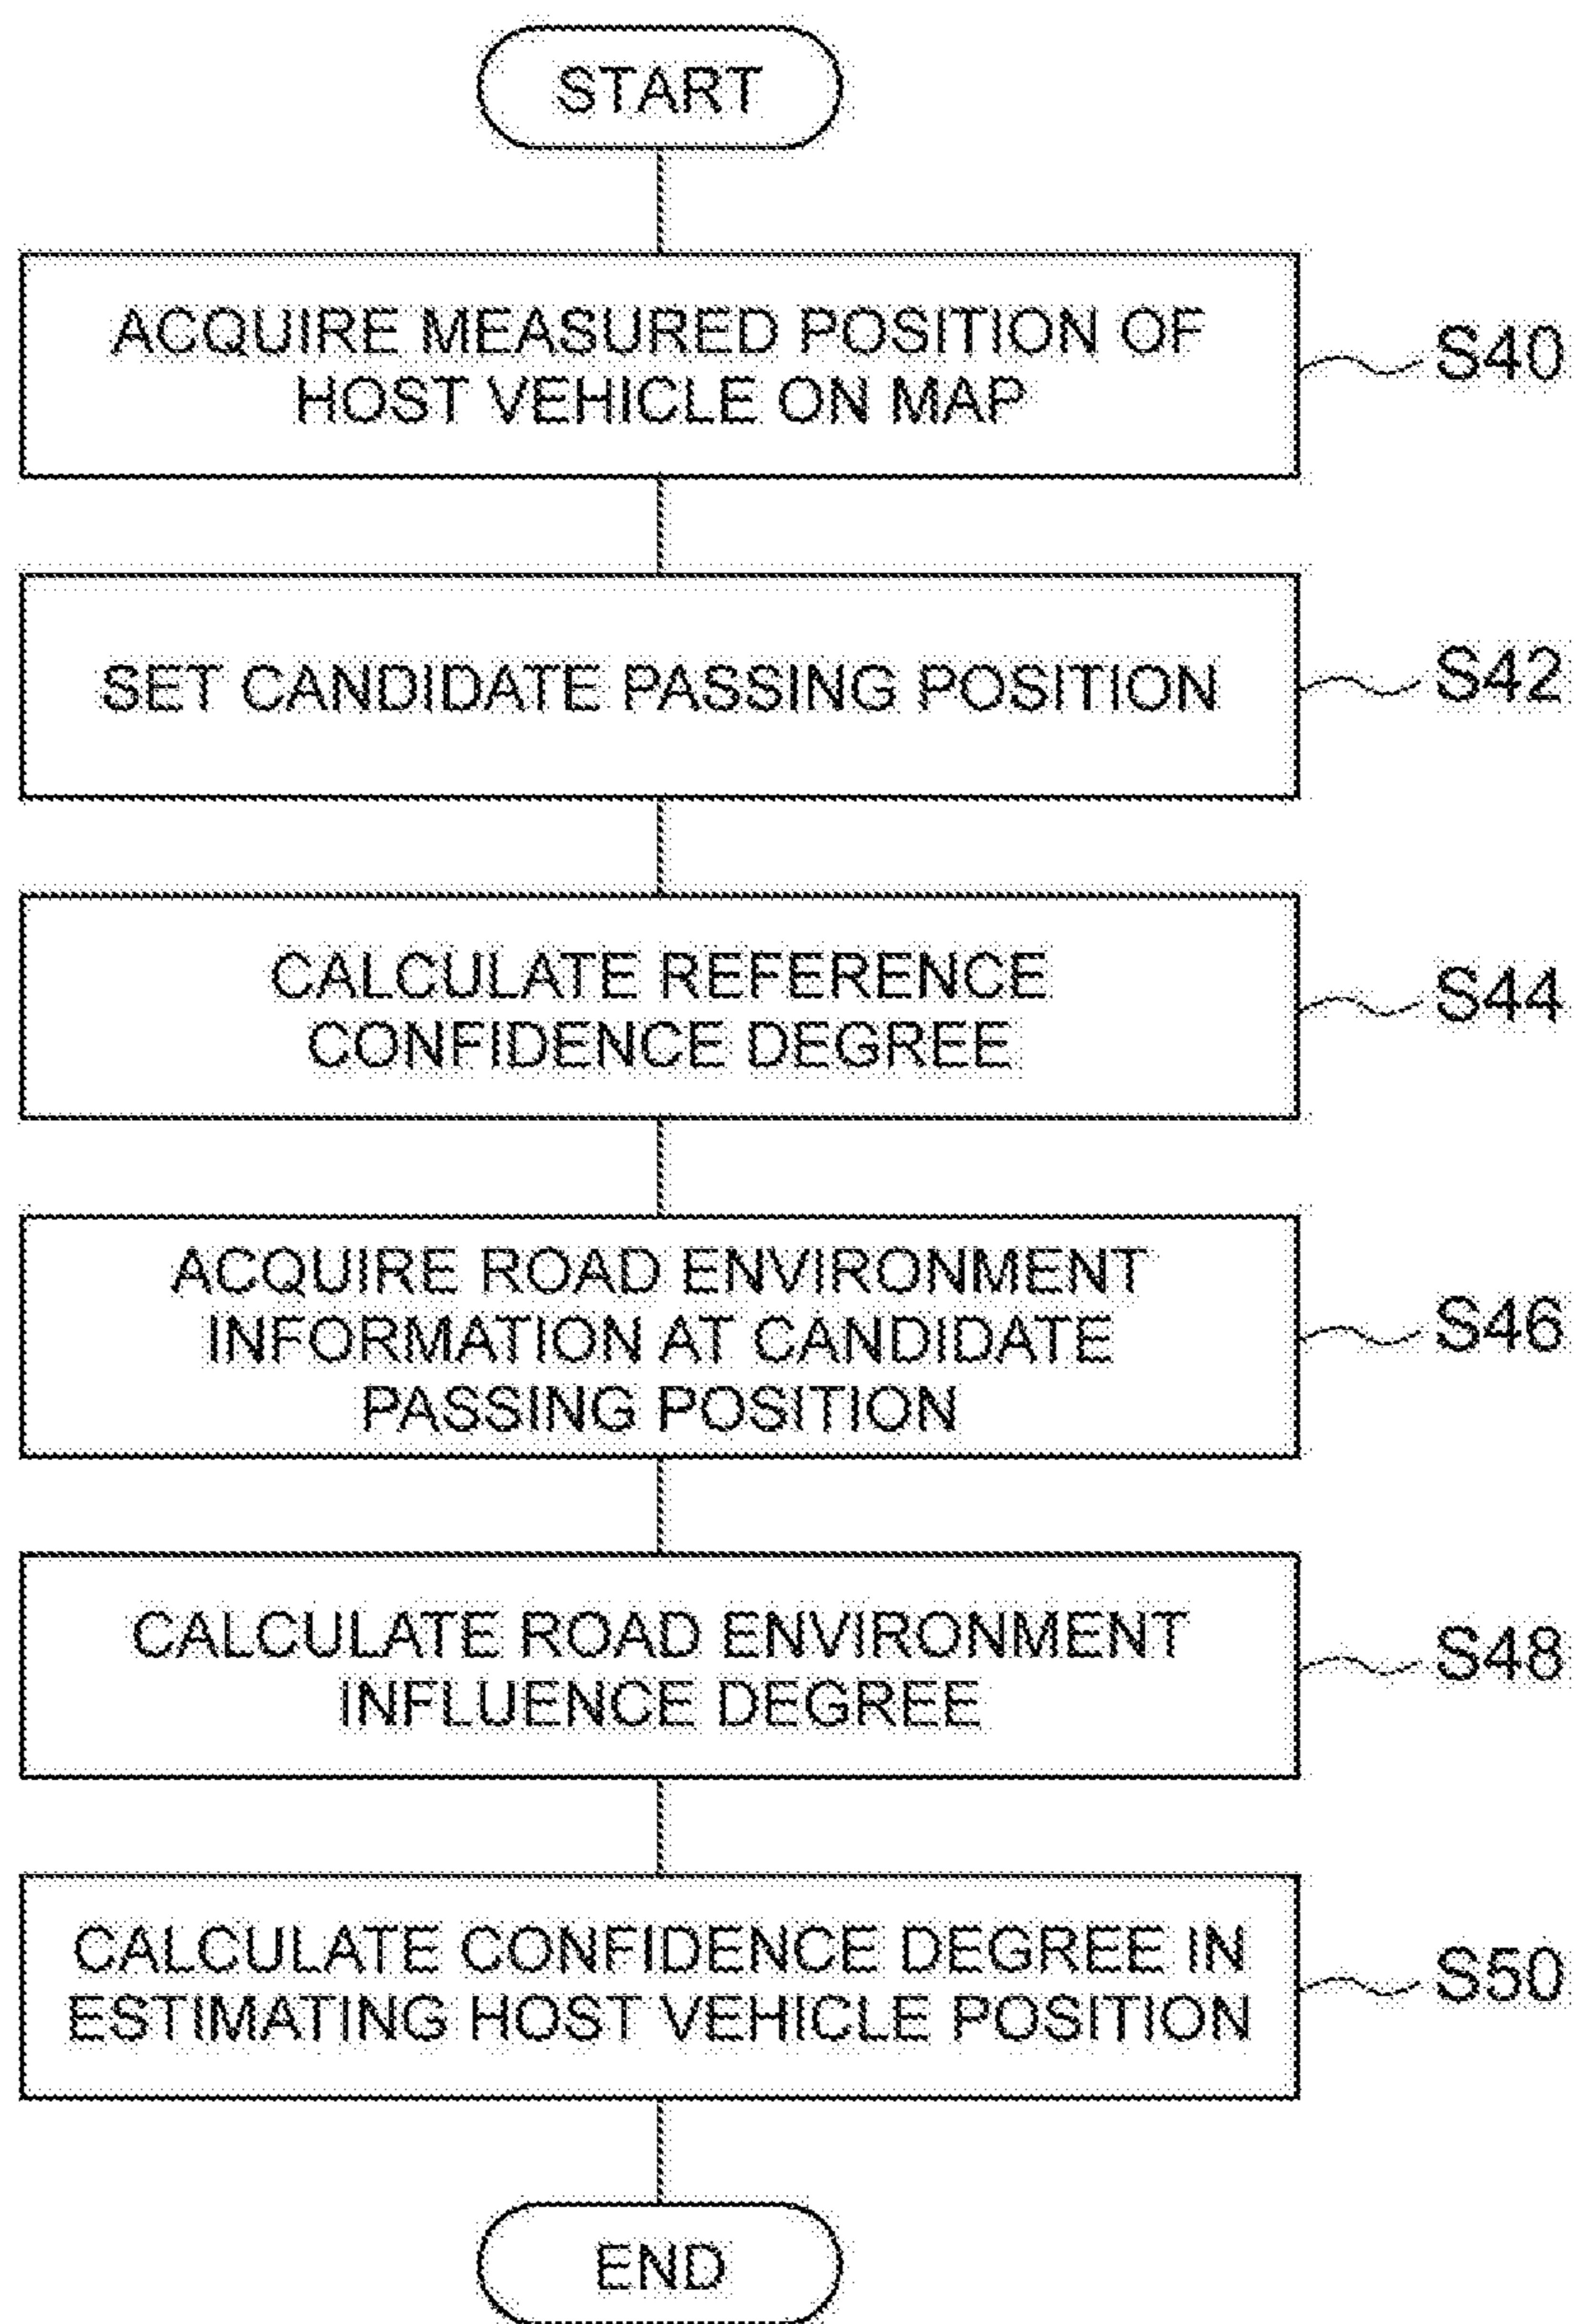 START
ACQUIRE MEASURED POSITION OF
HOST VEHICLE ON MAP
S40
SET CANDIDATE PASSING POSITION
S42
CALCULATE REFERENCE
CONFIDENCE DEGREE
S44
ACQUIRE ROAD ENVIRONMENT
INFORMATION AT CANDIDATE
PASSING POSITION
S46
CALCULATE ROAD ENVIRONMENT
INFLUENCE DEGREE
S48
CALCULATE CONFIDENCE DEGREE IN
ESTIMATING HOST VEHICLE POSITION
S50
END